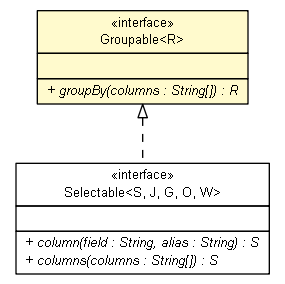 «interface»
Groupable<R>
+ groupBy(columns : String[]) : R
«interface»
Selectable<S, J, G, O, W>
+ column(field : String, alias : String) : S
+ columns(columns : String[]) : S